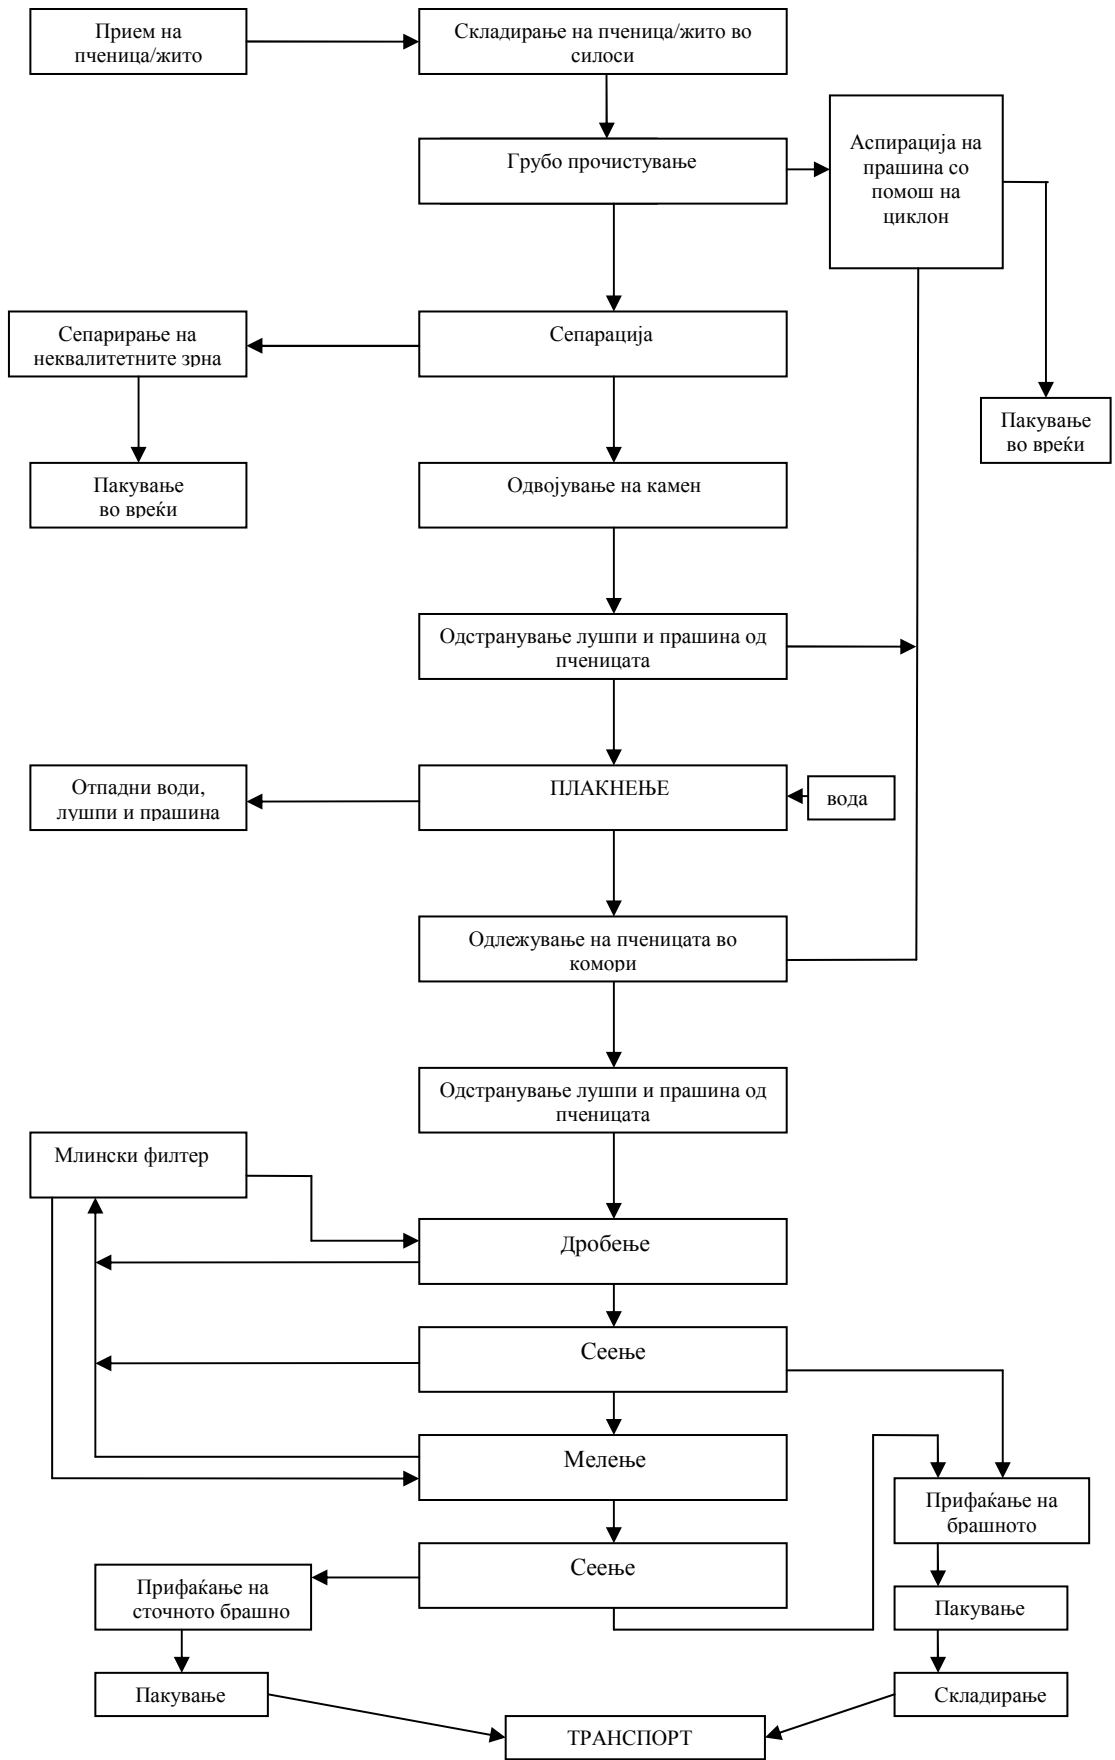 Прием на
пченица/жито
Складирање на пченица/жито во
силоси
Грубо прочистување
Аспирација на
прашина со
помош на
циклон
Сепарирање на
неквалитетните зрна
Сепарација
Пакување
во вреќи
Пакување
во вреќи
Одвојување на камен
Одстранување лушпи и прашина од
пченицата
Отпадни води,
лушпи и прашина
ПЛАКНЕЊЕ
вода
Одлежување на пченицата во
комори
Одстранување лушпи и прашина од
пченицата
Млински филтер
Дробење
Сеење
Мелење
Прифаќање на
брашното
Сеење
Прифаќање на
сточното брашно
Пакување
Пакување
Складирање
ТРАНСПОРТ